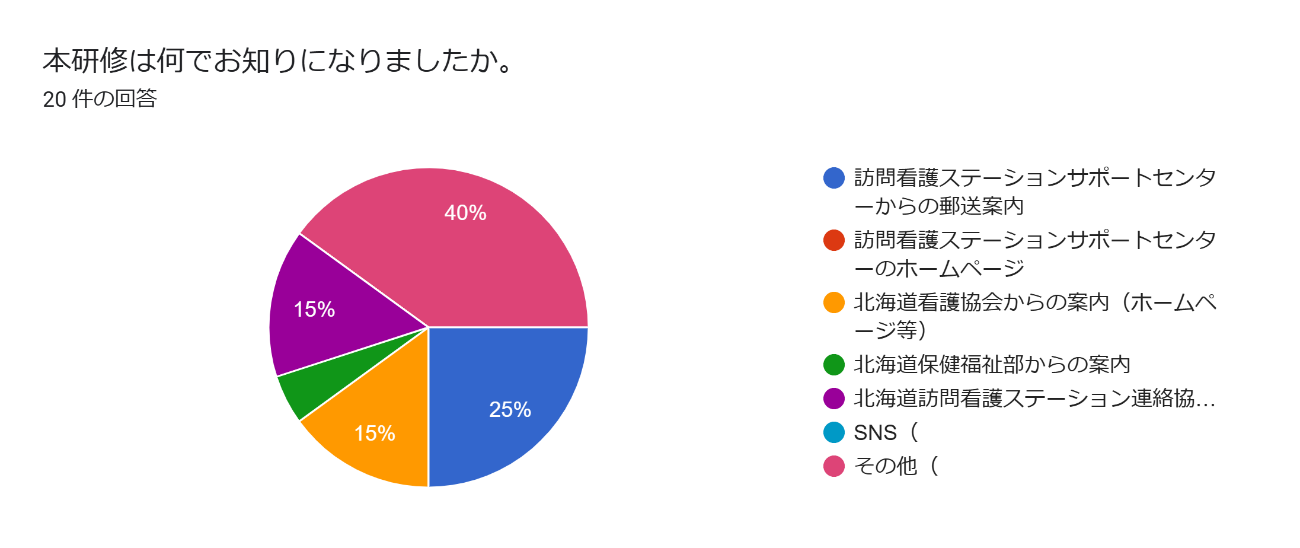 本研修は何でお知りになりましたか。
20 件の回答
40%
15%
15%
25%
訪問看護ステーションサポートセンタ
ーからの郵送案内
訪問看護ステーションサポートセンタ
ーのホームページ
北海道看護協会からの案内（ホームペ
ージ等）
北海道保健福祉部からの案内
北海道訪問看護ステーション連絡協…
SNS（
その他（